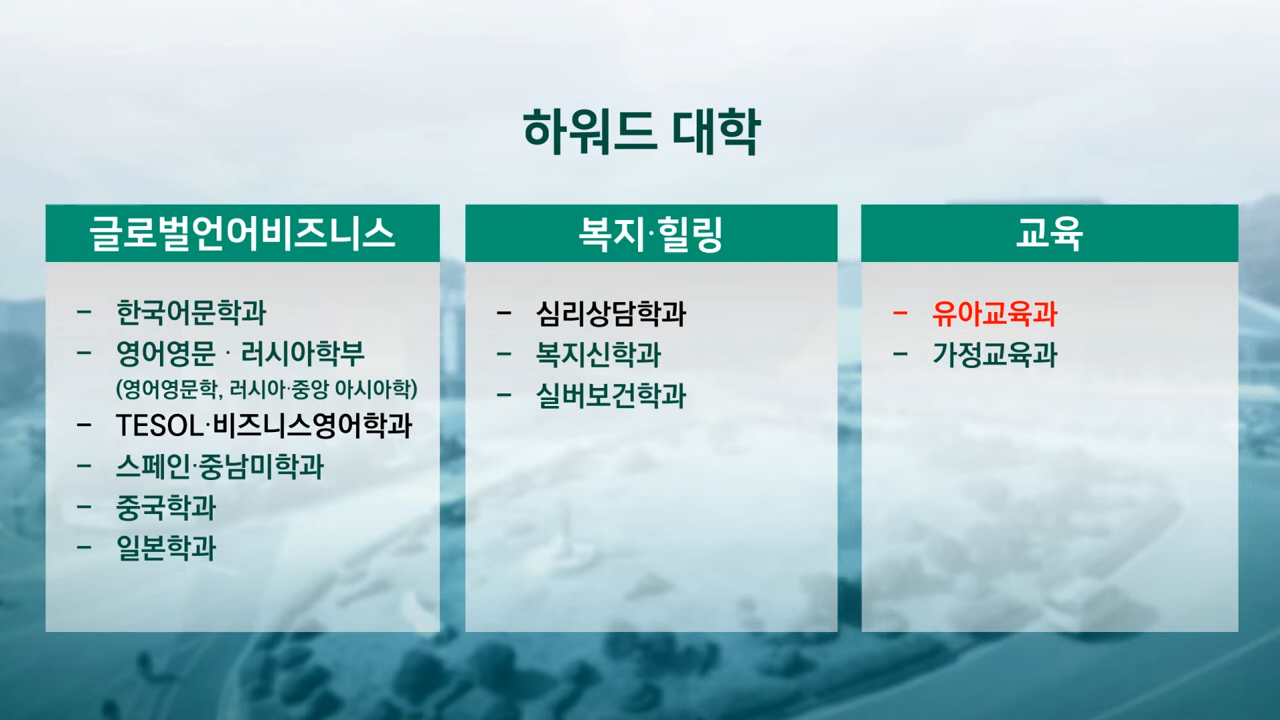 하워드 대학
글로벌언어비즈니스
- 한국어문학과
- 영어영문 · 러시아학부
(영어영문학, 러시아·중앙 아시아학)
- TESOL·비즈니스영어학과
- 스페인·중남미학과
- 중국학과
- 일본학과
복지·힐링
- 심리상담학과
- 복지신학과
- 실버보건학과
교육
- 유아교육과
- 가정교육과